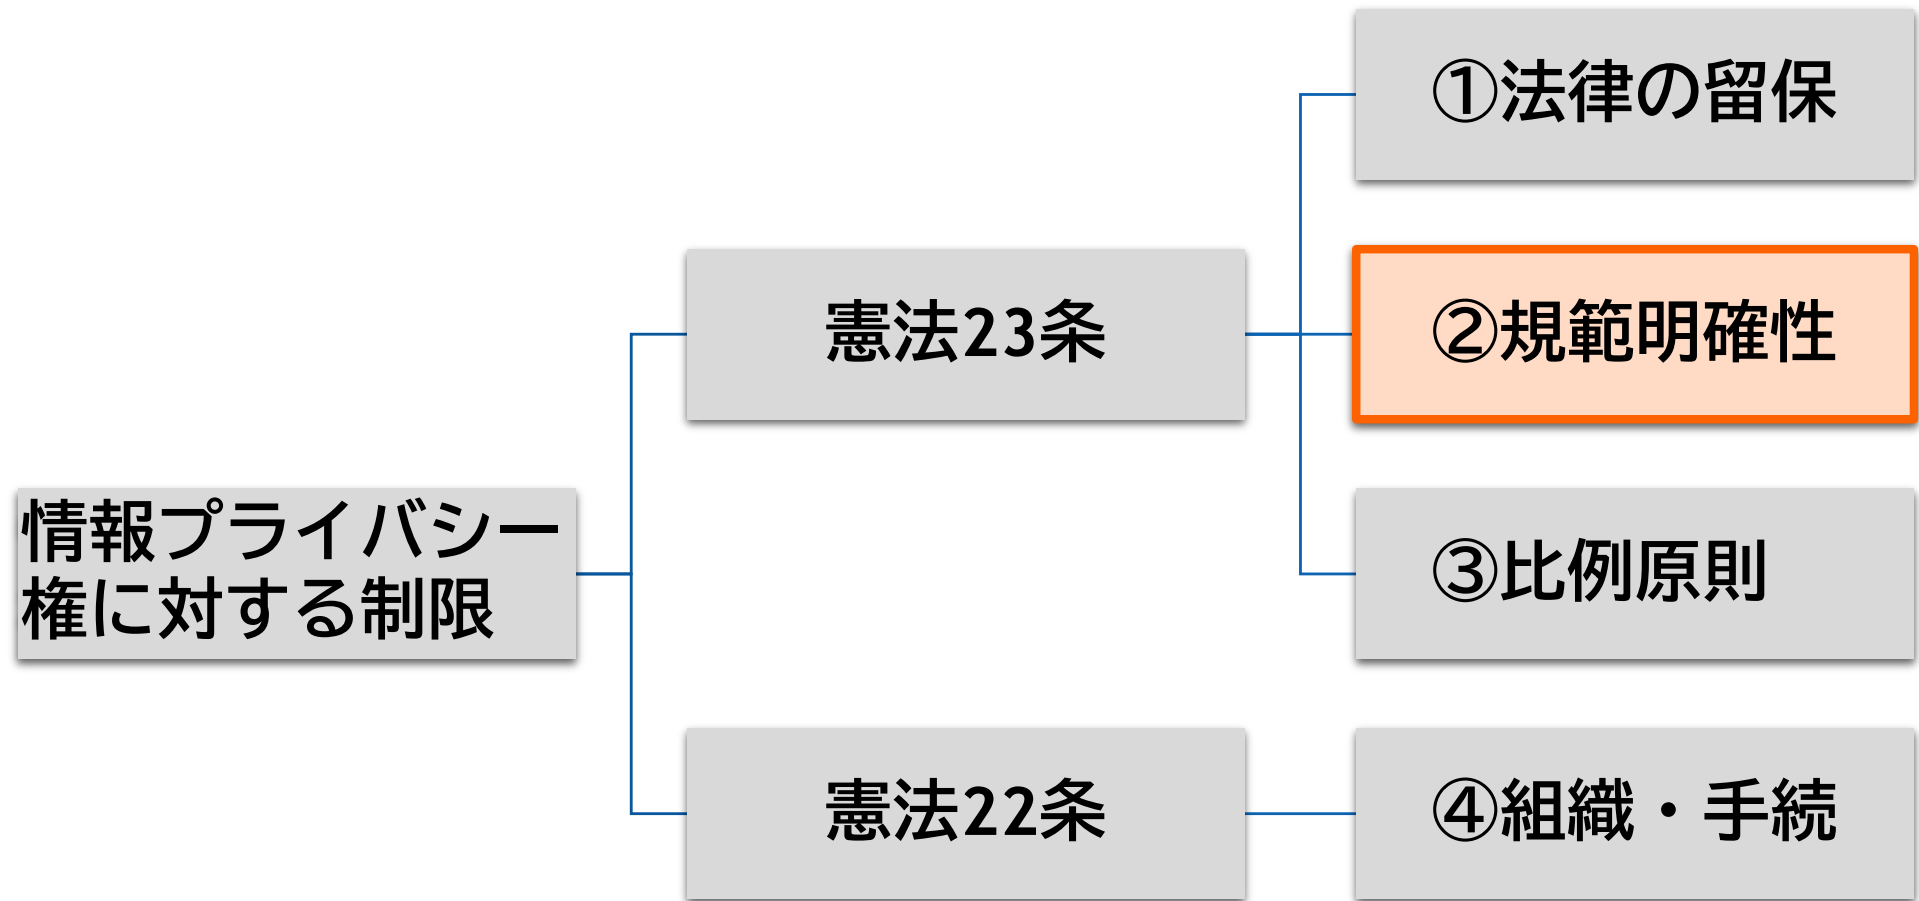 情報プライバシー
権に対する制限
憲法23条
①法律の留保
②規範明確性
③比例原則
憲法22条
④組織・手続